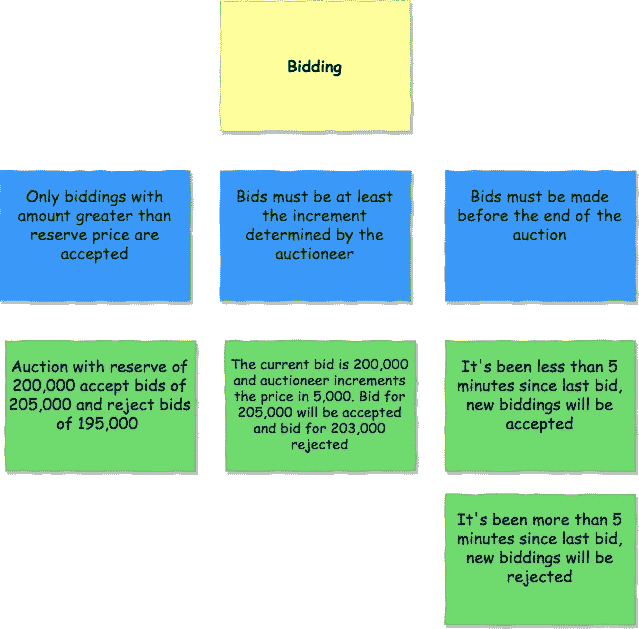 Bidding
Only biddings with
amount greater than
reserve price are
accepted
Bids must be at least
the increment
determined by the
auctioneer
Bids must be made
before the end of the
auction
Auction with reserve of
200,000 accept bids of
205,000 and reject bids
of 195,000
The current bid is 200,000
and auctioneer increments
the price in 5,000. Bid for
205,000 will be accepted
and bid for 203,000
rejected
It's been less than 5
minutes since last bid,
new biddings will be
accepted
It's been more than 5
minutes since last bid,
new biddings will be
rejected